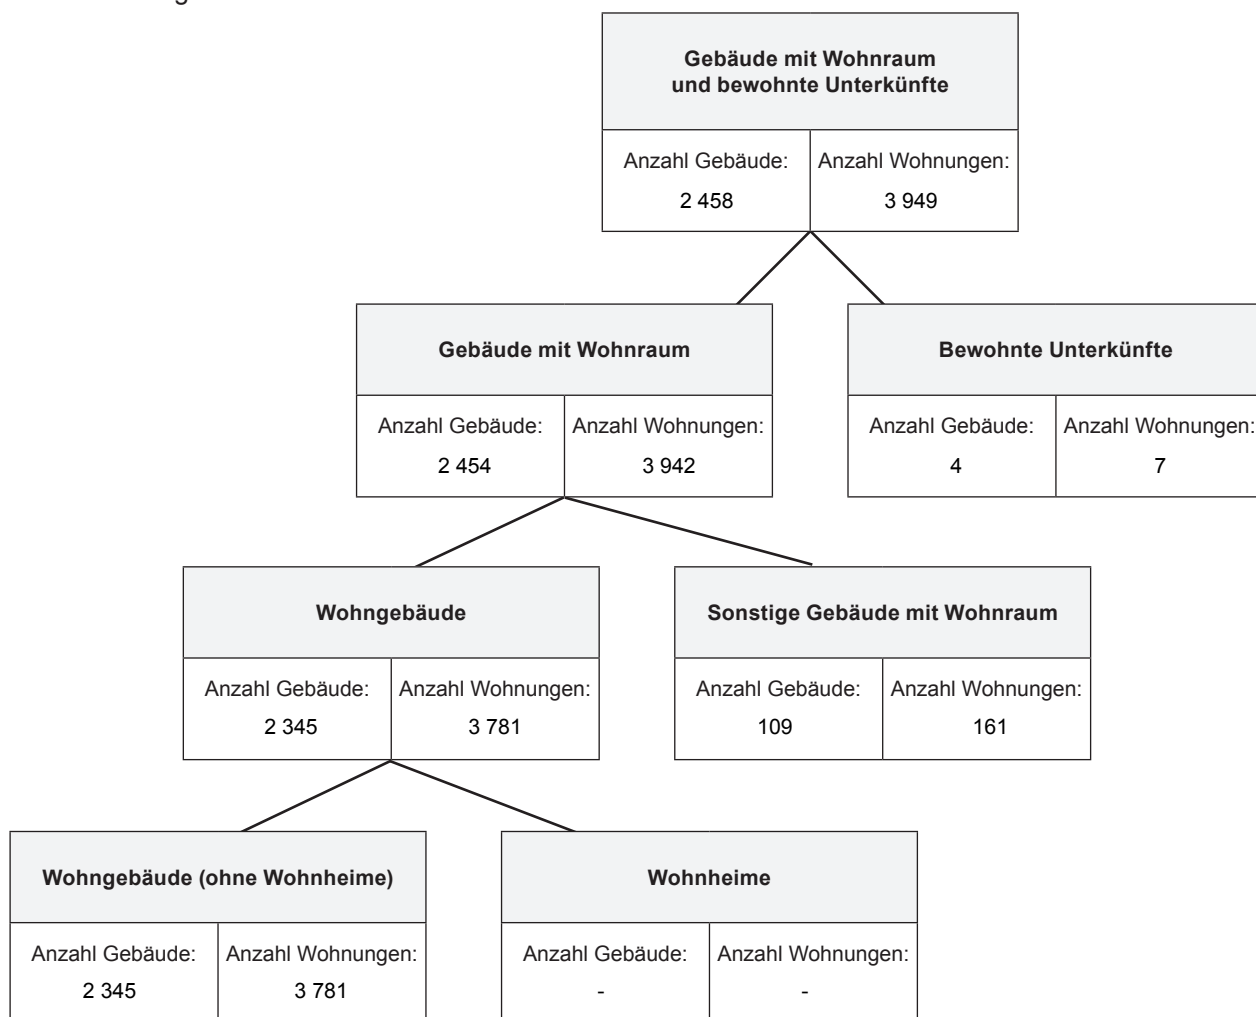 Gebäude mit Wohnraum
und bewohnte Unterkünfte
Anzahl Gebäude: Anzahl Wohnungen:
2 458 3 949
Gebäude mit Wohnraum Bewohnte Unterkünfte
Anzahl Gebäude: Anzahl Wohnungen: Anzahl Gebäude: Anzahl Wohnungen:
2 454 3 942 4 7
Wohngebäude Sonstige Gebäude mit Wohnraum
Anzahl Gebäude: Anzahl Wohnungen: Anzahl Gebäude: Anzahl Wohnungen:
2 345 3 781 109 161
Wohngebäude (ohne Wohnheime) Wohnheime
Anzahl Gebäude: Anzahl Wohnungen: Anzahl Gebäude: Anzahl Wohnungen:
2 345 3 781 - -